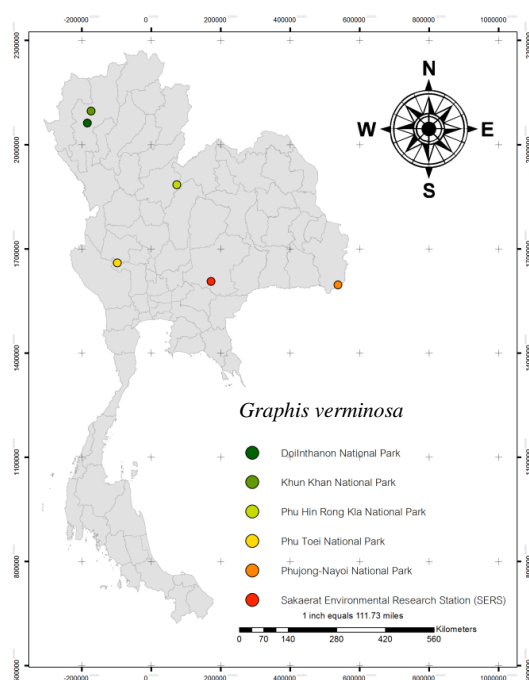 -200000 0 200000 400000 600000 800000 1000000
2300000
2000000
1700000
1400000
1100000
800000
500000
N
W E
S
Graphis verminosa
DoiInthanon National Park
Khun Khan National Park
Phu Hin Rong Kla National Park
Phu Toei National Park
Phujong-Nayoi National Park
Sakaerat Environmental Research Station (SERS)
1 inch equals 111.73 miles
Kilometers
0 70 140 280 420 560
-200000 0 200000 400000 600000 800000 1000000